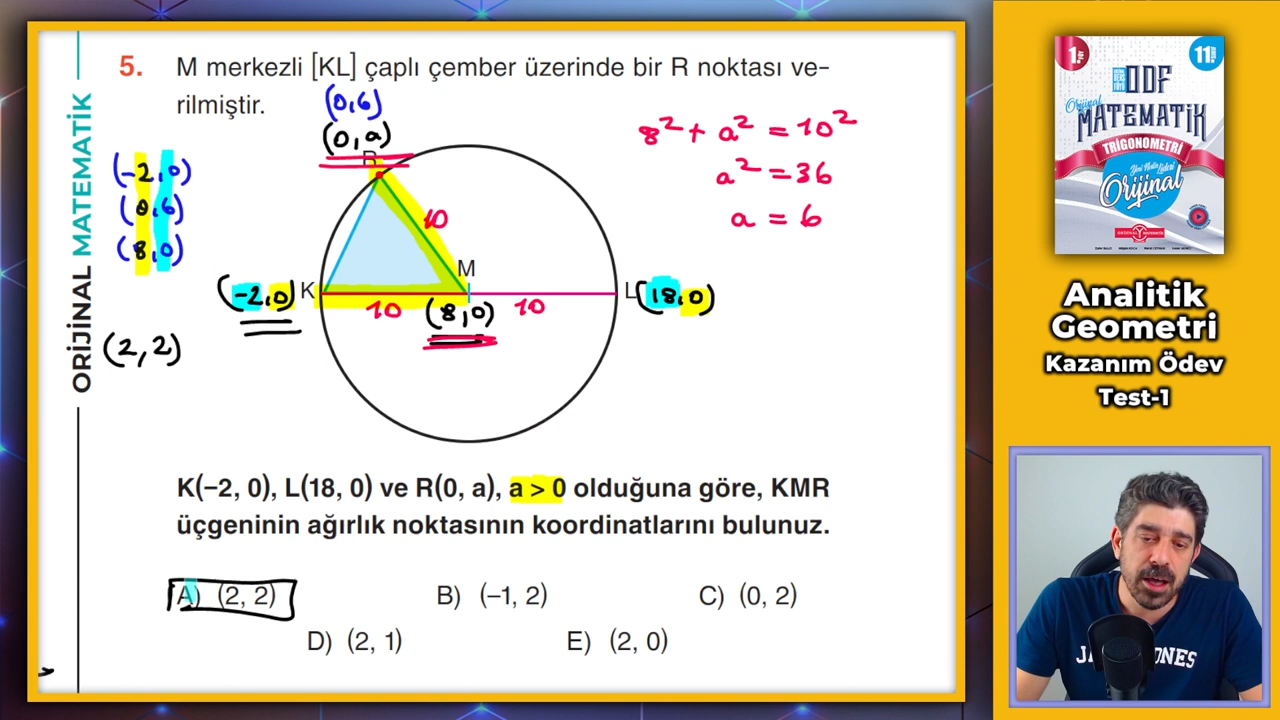 5. M merkezli [KL] çaplı çember üzerinde bir R noktası ve-
rilmiştir.
(0,6)
(0,a)
R
8² + a² = 10²
a² = 36
a = 6
(-2,0)
(0,6)
(8,0)
(2,2)
10
M
(-2,0) K
10
(8,0)
10
L (18,0)
ORİJİNAL MATEMATİK
K(–2, 0), L(18, 0) ve R(0, a), a > 0 olduğuna göre, KMR
üçgeninin ağırlık noktasının koordinatlarını bulunuz.
A) (2, 2) B) (–1, 2) C) (0, 2)
D) (2, 1) E) (2, 0)
1.
11.
ODF
Orijinal
MATEMATİK
TRİGONOMETRİ
Orijinal
Analitik
Geometri
Kazanım Ödev
Test-1